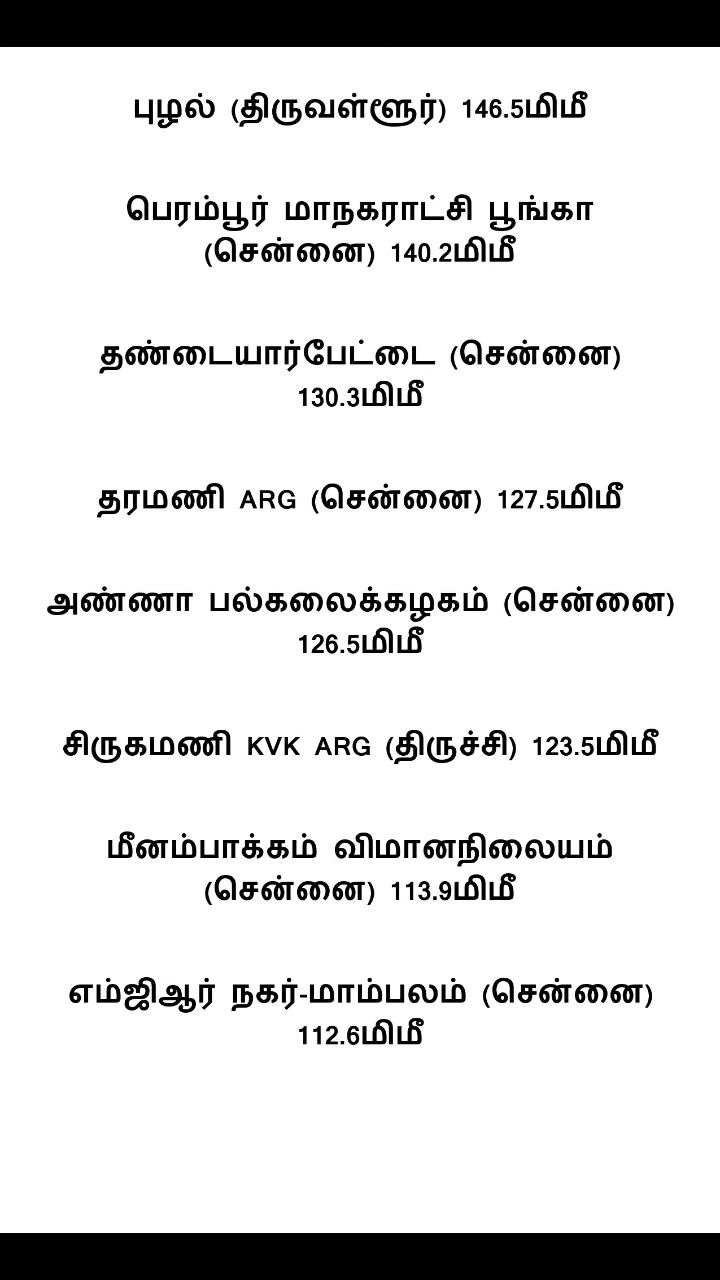 புழல் (திருவள்ளூர்) 146.5மிமீ
பெரம்பூர் மாநகராட்சி பூங்கா
(சென்னை) 140.2மிமீ
தண்டையார்பேட்டை (சென்னை)
130.3மிமீ
தரமணி ARG (சென்னை) 127.5மிமீ
அண்ணா பல்கலைக்கழகம் (சென்னை)
126.5மிமீ
சிருகமணி KVK ARG (திருச்சி) 123.5மிமீ
மீனம்பாக்கம் விமானநிலையம்
(சென்னை) 113.9மிமீ
எம்ஜிஆர் நகர்-மாம்பலம் (சென்னை)
112.6மிமீ